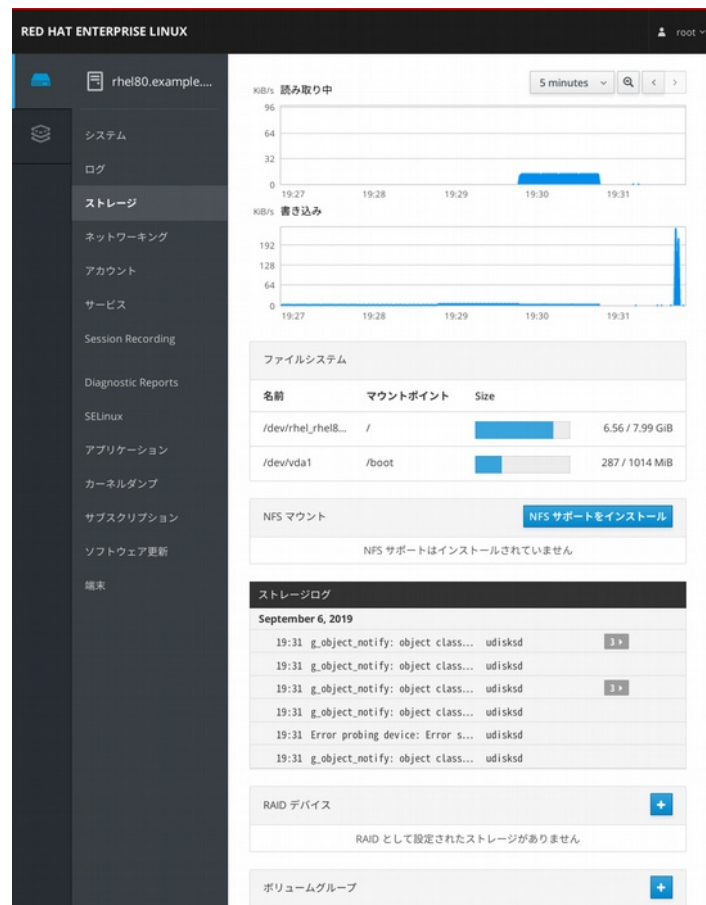 RED HAT ENTERPRISE LINUX
root
rhel80.example....
システム
ログ
ストレージ
ネットワーキング
アカウント
サービス
Session Recording
Diagnostic Reports
SELinux
アプリケーション
カーネルダンプ
サブスクリプション
ソフトウェア更新
端末
5 minutes
KiB/s 読み取り中
96
64
32
0
19:27 19:28 19:29 19:30 19:31
KiB/s 書き込み
192
128
64
0
19:27 19:28 19:29 19:30 19:31
ファイルシステム
名前 マウントポイント Size
/dev/rhel_rhel8... / 6.56 / 7.99 GiB
/dev/vda1 /boot 287 / 1014 MiB
NFS マウント NFS サポートをインストール
NFS サポートはインストールされていません
ストレージログ
September 6, 2019
19:31 g_object_notify: object class... udisksd 3
19:31 g_object_notify: object class... udisksd
19:31 g_object_notify: object class... udisksd 3
19:31 g_object_notify: object class... udisksd
19:31 Error probing device: Error s... udisksd
19:31 g_object_notify: object class... udisksd
RAID デバイス
RAID として設定されたストレージがありません
ボリュームグループ